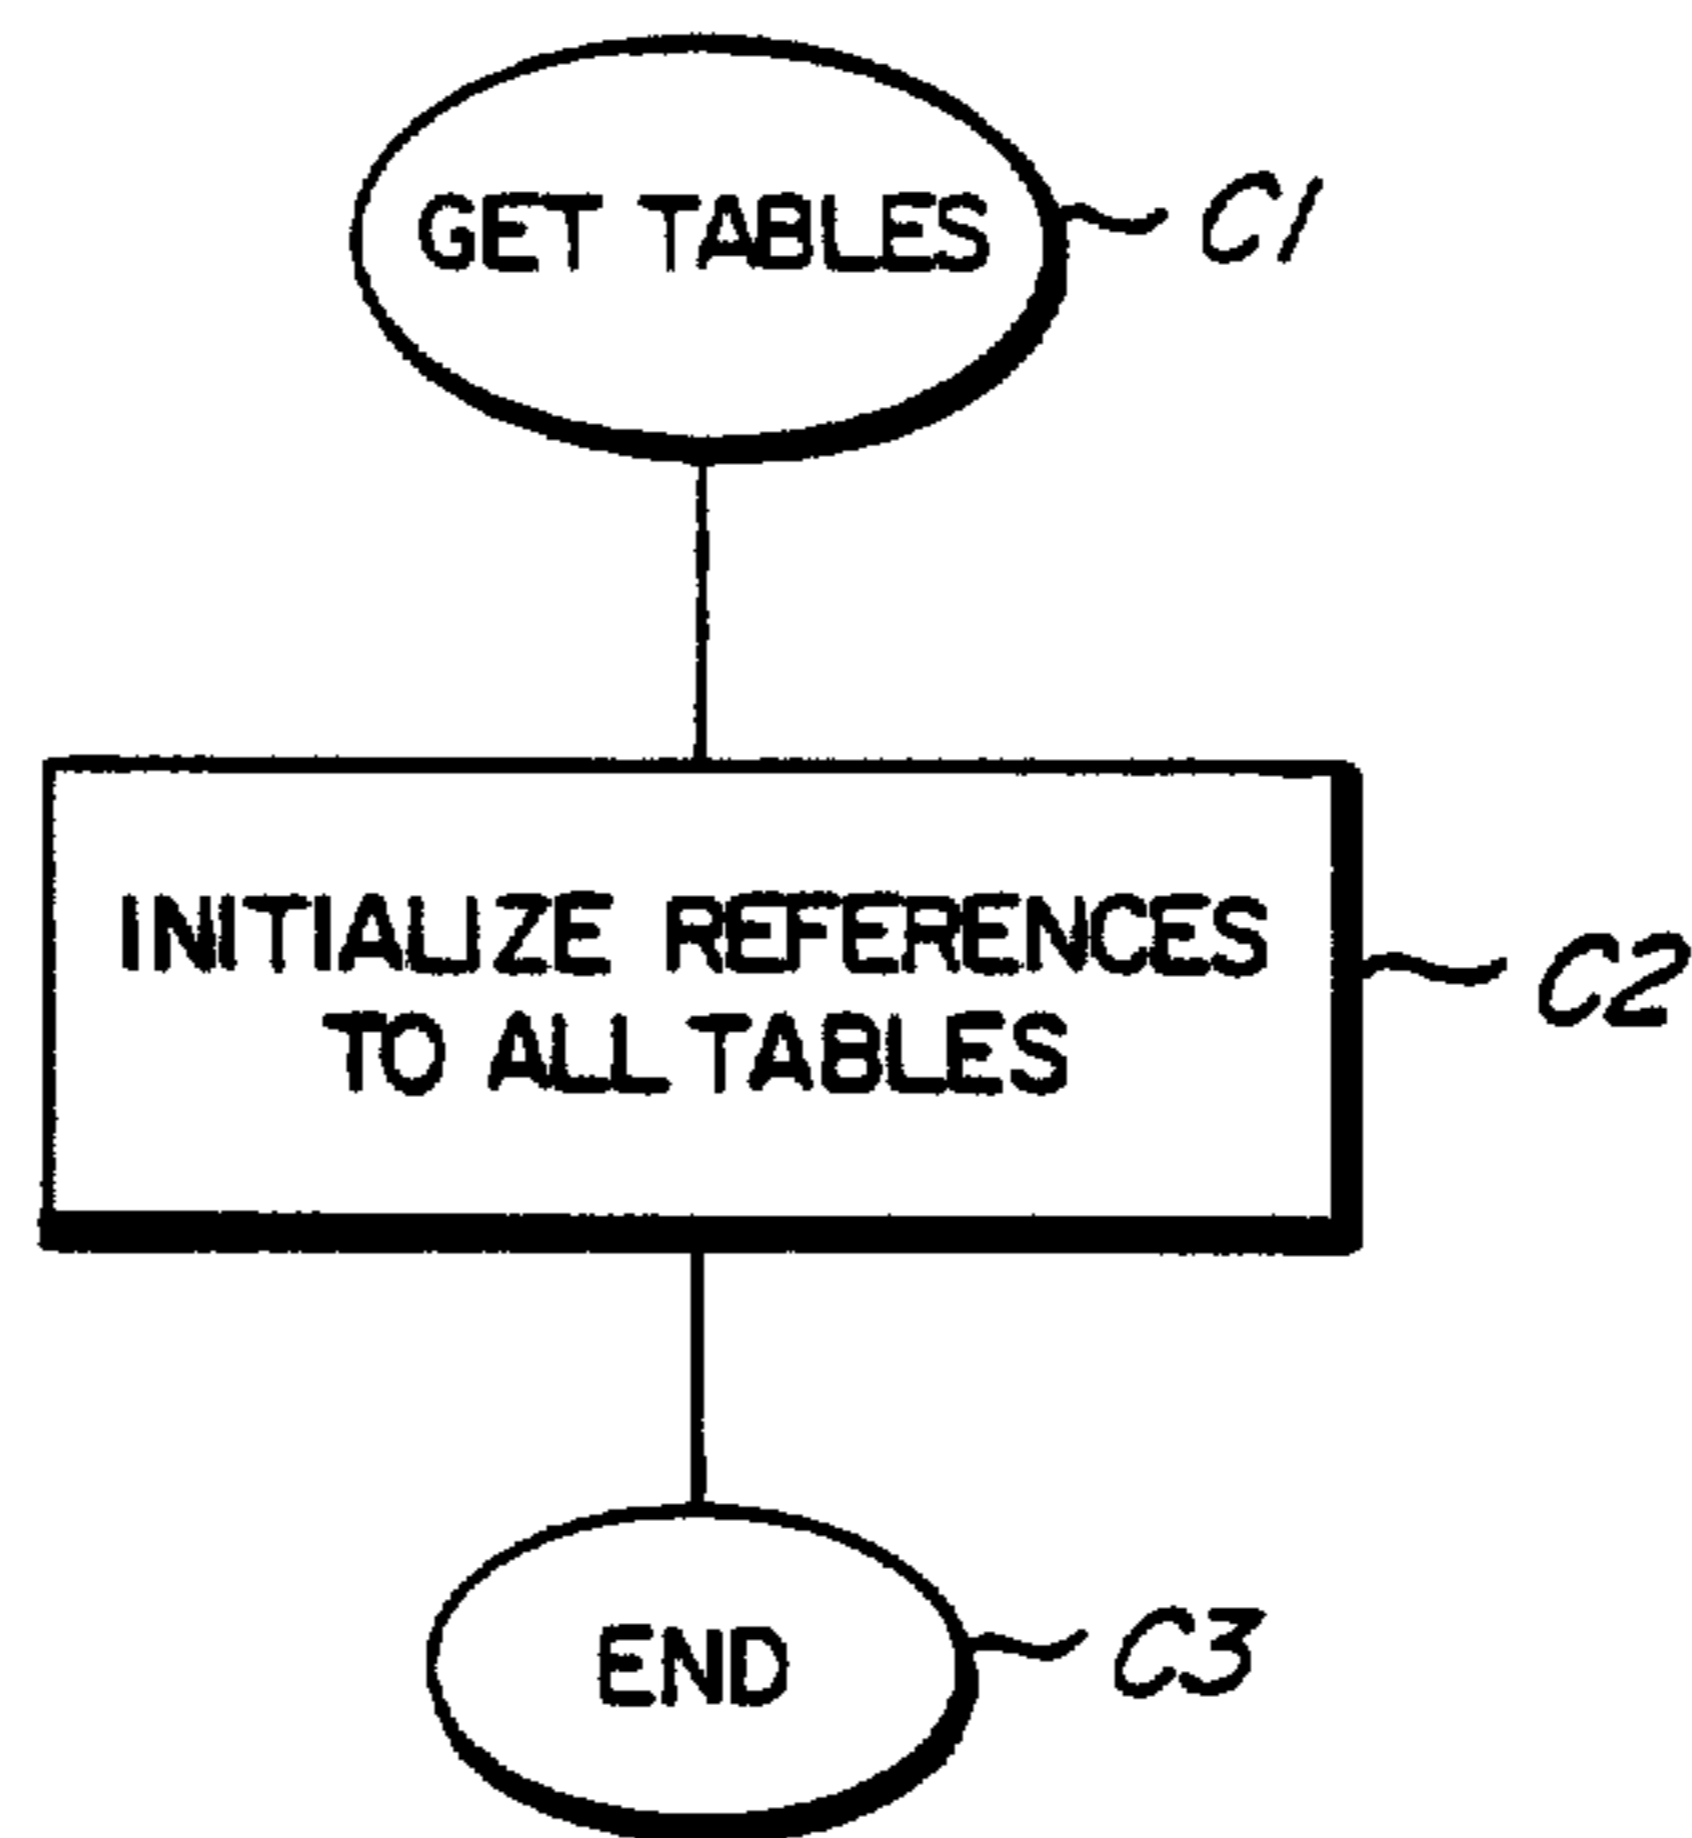 GET TABLES
C1
INITIALIZE REFERENCES
TO ALL TABLES
C2
END
C3